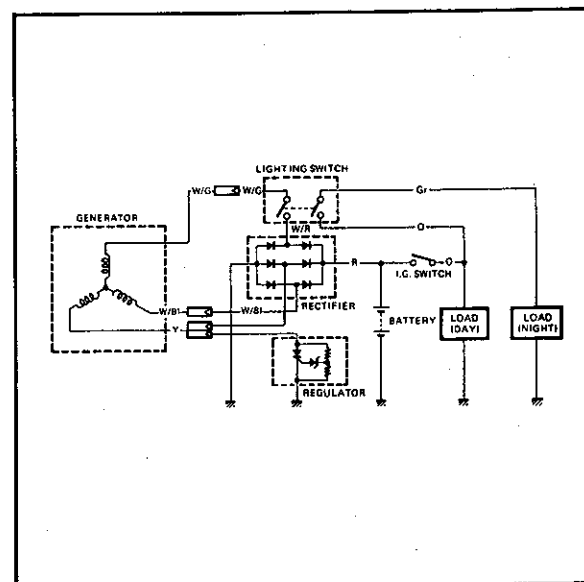 LIGHTING SWITCH
W/G W/G
Gr
GENERATOR
O
W/R
R
O
I.G. SWITCH
W/Bl W/Bl
RECTIFIER
Y
BATTERY
LOAD
(DAY)
LOAD
(NIGHT)
REGULATOR